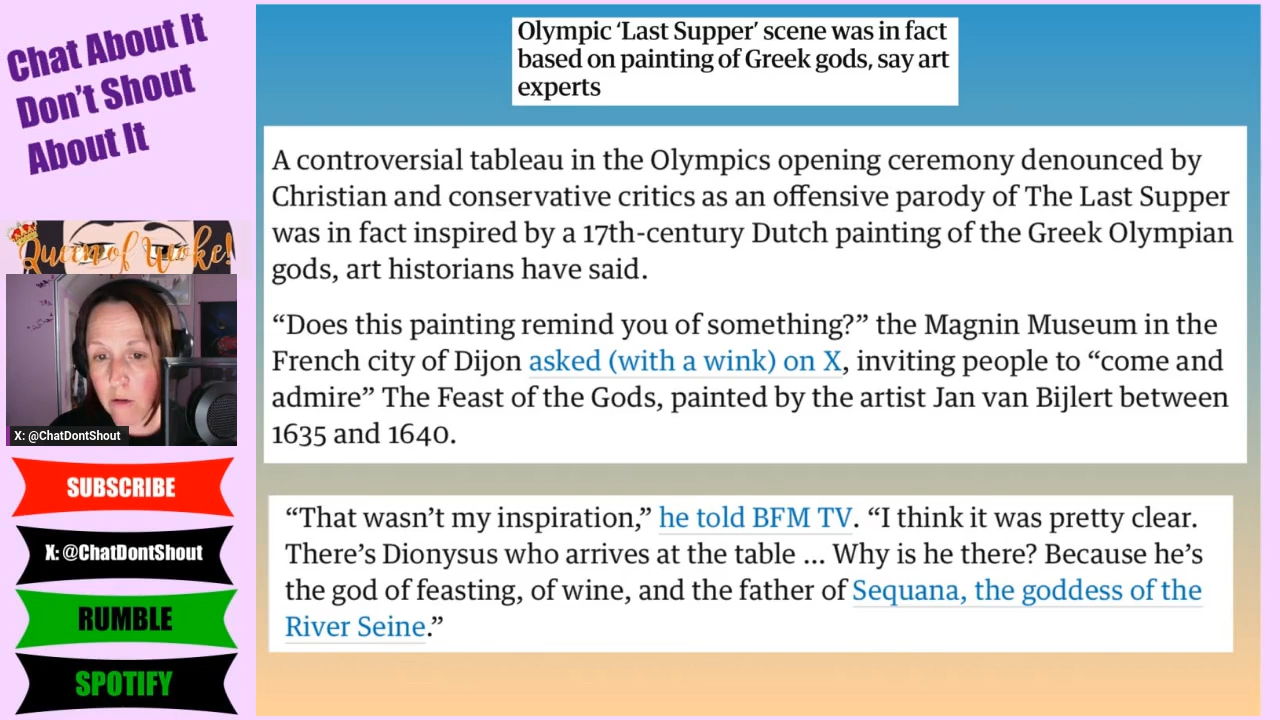 Chat About It
Don't Shout
About It
Queen of Woke!
X: @ChatDontShout
SUBSCRIBE
X: @ChatDontShout
RUMBLE
SPOTIFY
Olympic ‘Last Supper’ scene was in fact
based on painting of Greek gods, say art
experts
A controversial tableau in the Olympics opening ceremony denounced by
Christian and conservative critics as an offensive parody of The Last Supper
was in fact inspired by a 17th-century Dutch painting of the Greek Olympian
gods, art historians have said.
“Does this painting remind you of something?” the Magnin Museum in the
French city of Dijon asked (with a wink) on X, inviting people to “come and
admire” The Feast of the Gods, painted by the artist Jan van Bijlert between
1635 and 1640.
“That wasn’t my inspiration,” he told BFM TV. “I think it was pretty clear.
There’s Dionysus who arrives at the table … Why is he there? Because he’s
the god of feasting, of wine, and the father of Sequana, the goddess of the
River Seine.”